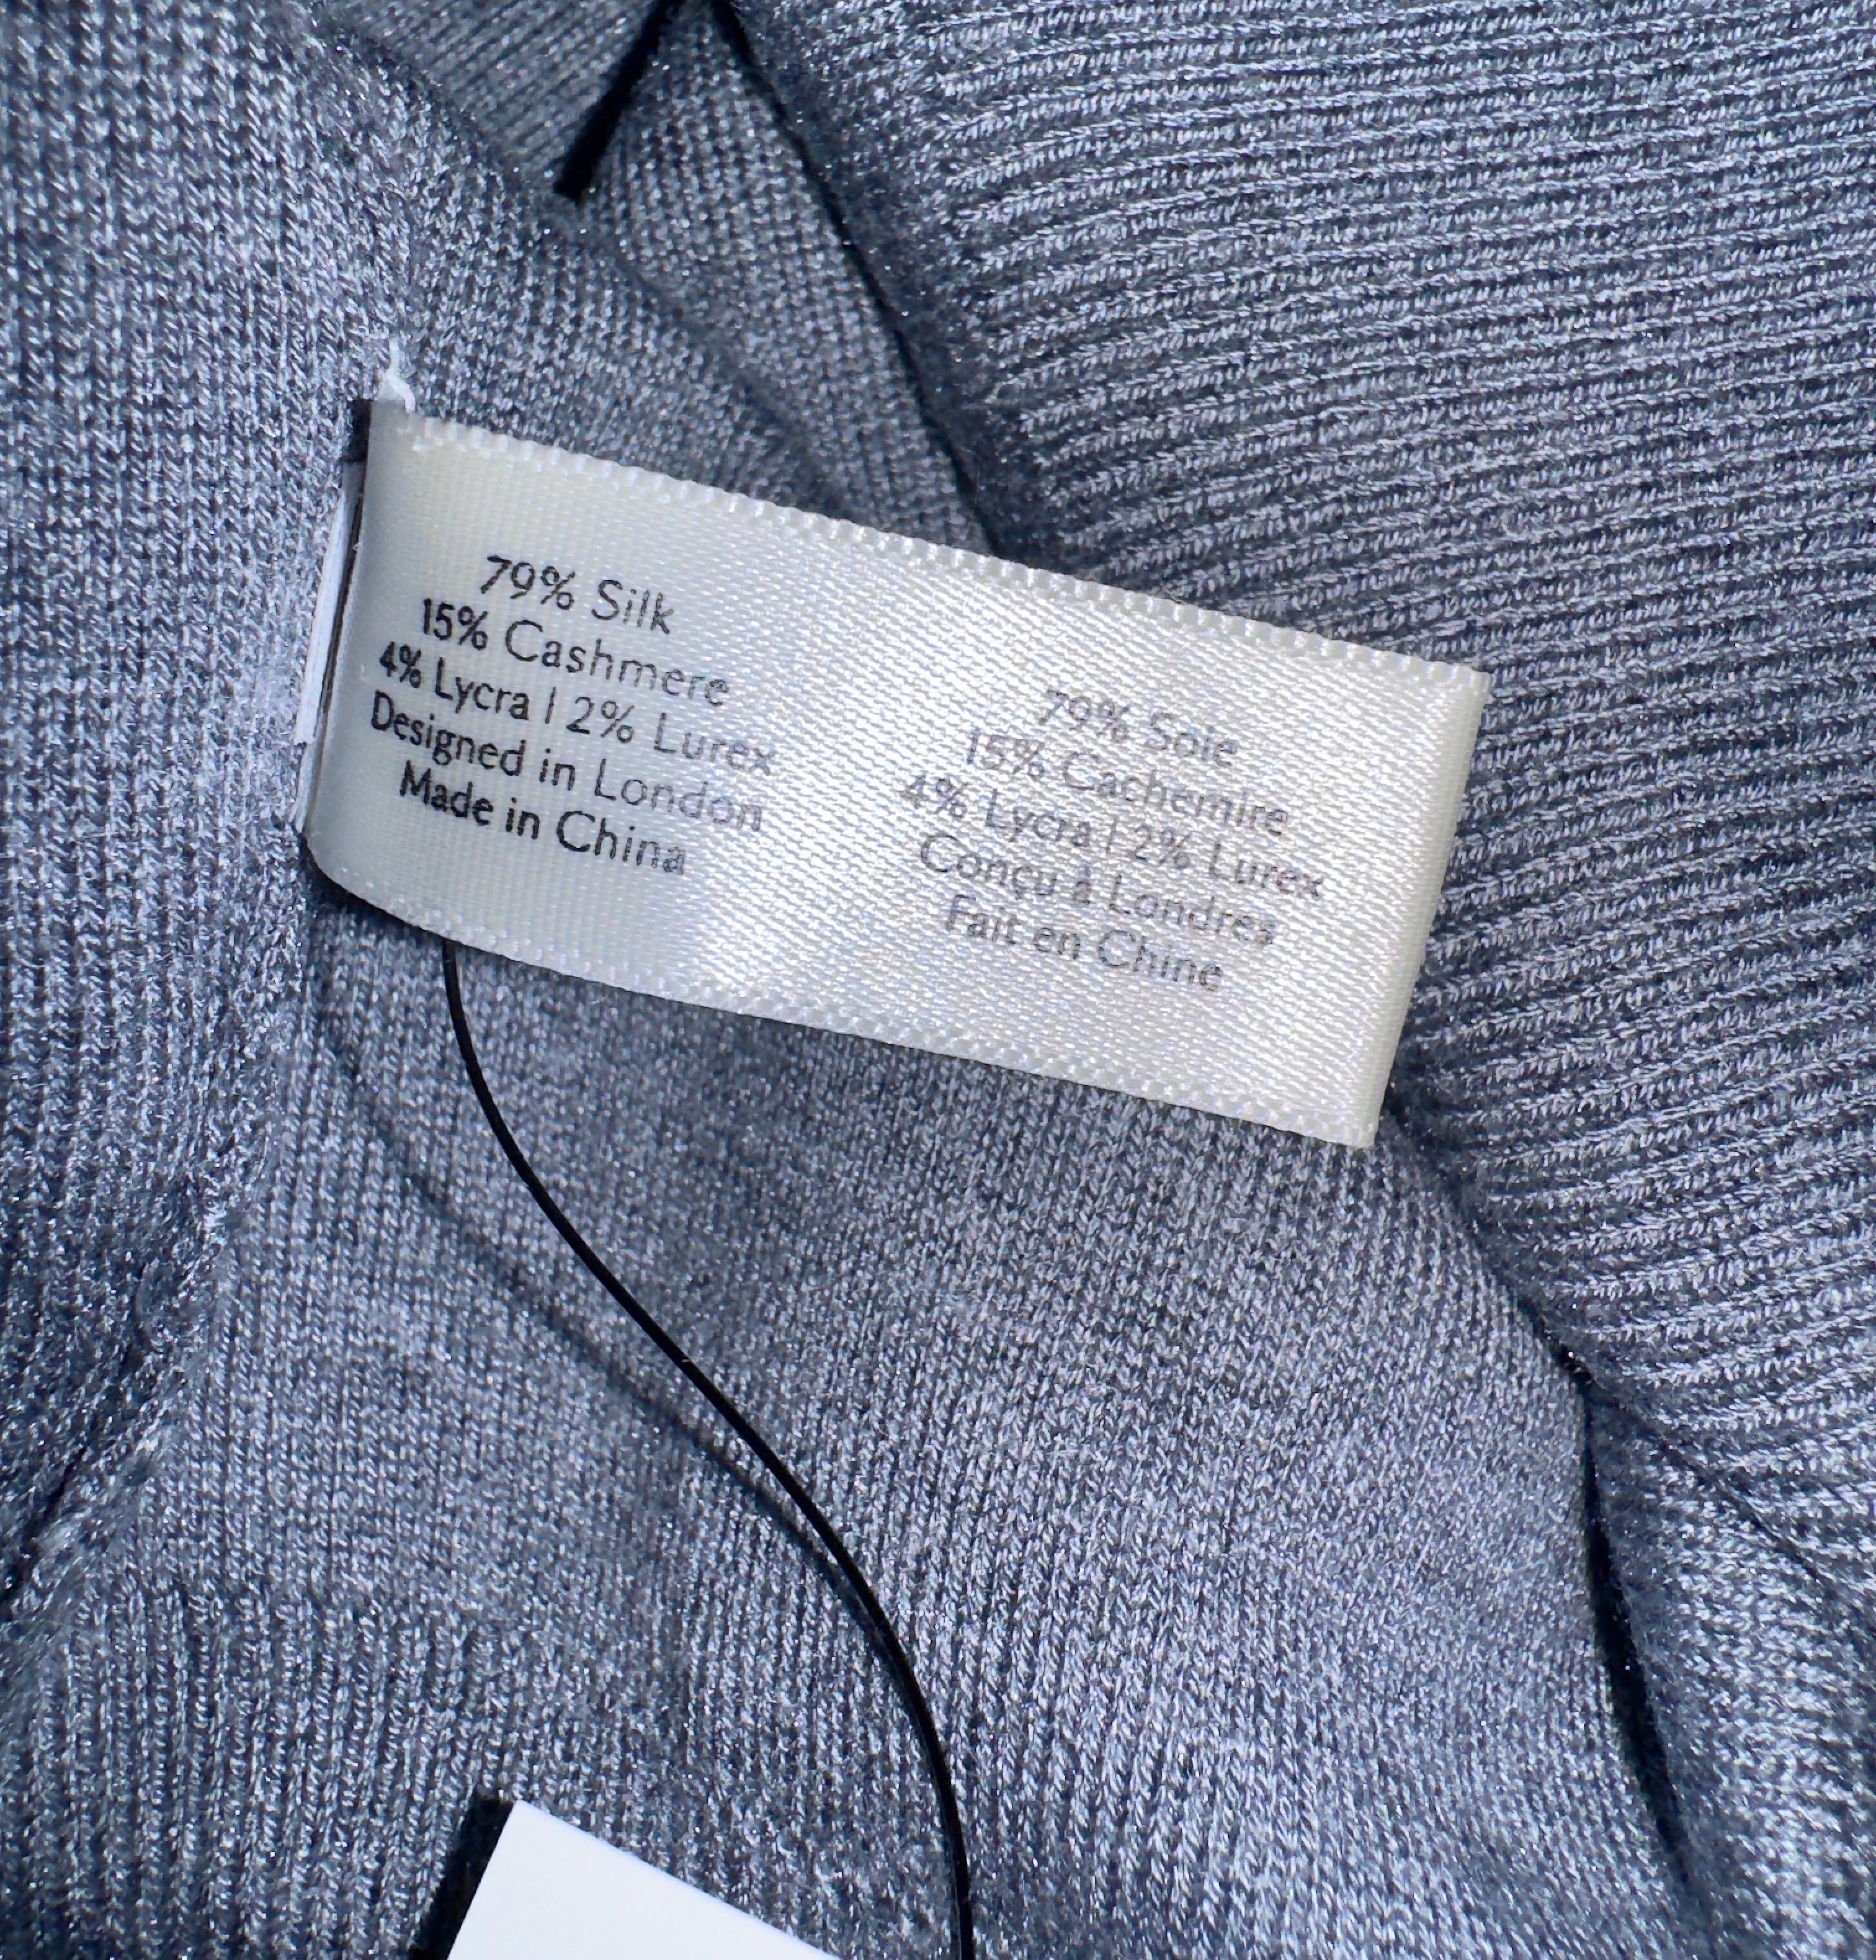 79% Silk
15% Cashmere
4% Lycra | 2% Lurex
Designed in London
Made in China
79% Soie
15% Cachemire
4% Lycra | 2% Lurex
Conçu à Londres
Fait en Chine